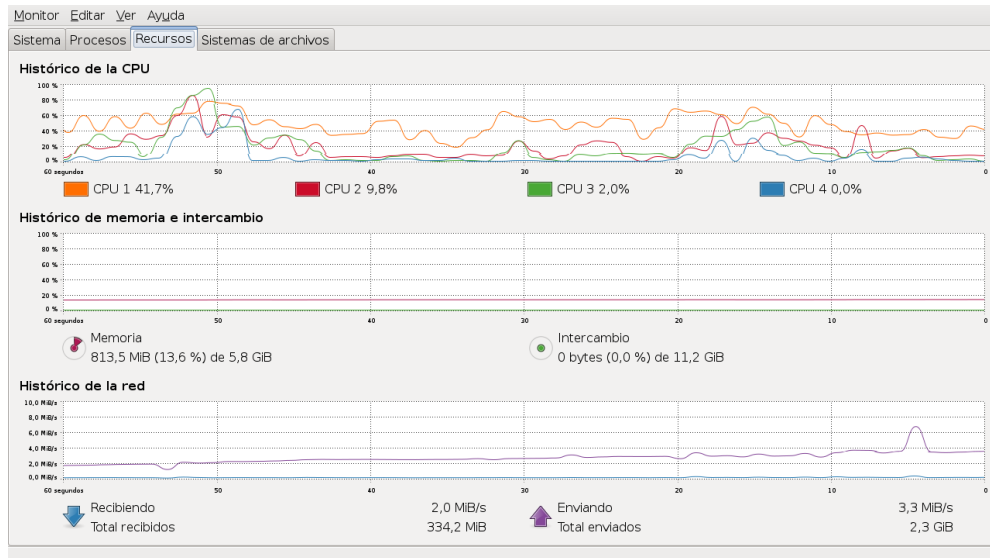 Monitor Editar Ver Ayuda
Sistema Procesos Recursos Sistemas de archivos
Histórico de la CPU
100 %
80 %
60 %
40 %
20 %
0 %
60 segundos 50 40 30 20 10 0
CPU 1 41,7% CPU 2 9,8% CPU 3 2,0% CPU 4 0,0%
Histórico de memoria e intercambio
100 %
80 %
60 %
40 %
20 %
0 %
60 segundos 50 40 30 20 10 0
Memoria Intercambio
813,5 MiB (13,6 %) de 5,8 GiB 0 bytes (0,0 %) de 11,2 GiB
Histórico de la red
10,0 MiB/s
8,0 MiB/s
6,0 MiB/s
4,0 MiB/s
2,0 MiB/s
0,0 MiB/s
60 segundos 50 40 30 20 10 0
Recibiendo 2,0 MiB/s Enviando 3,3 MiB/s
Total recibidos 334,2 MiB Total enviados 2,3 GiB